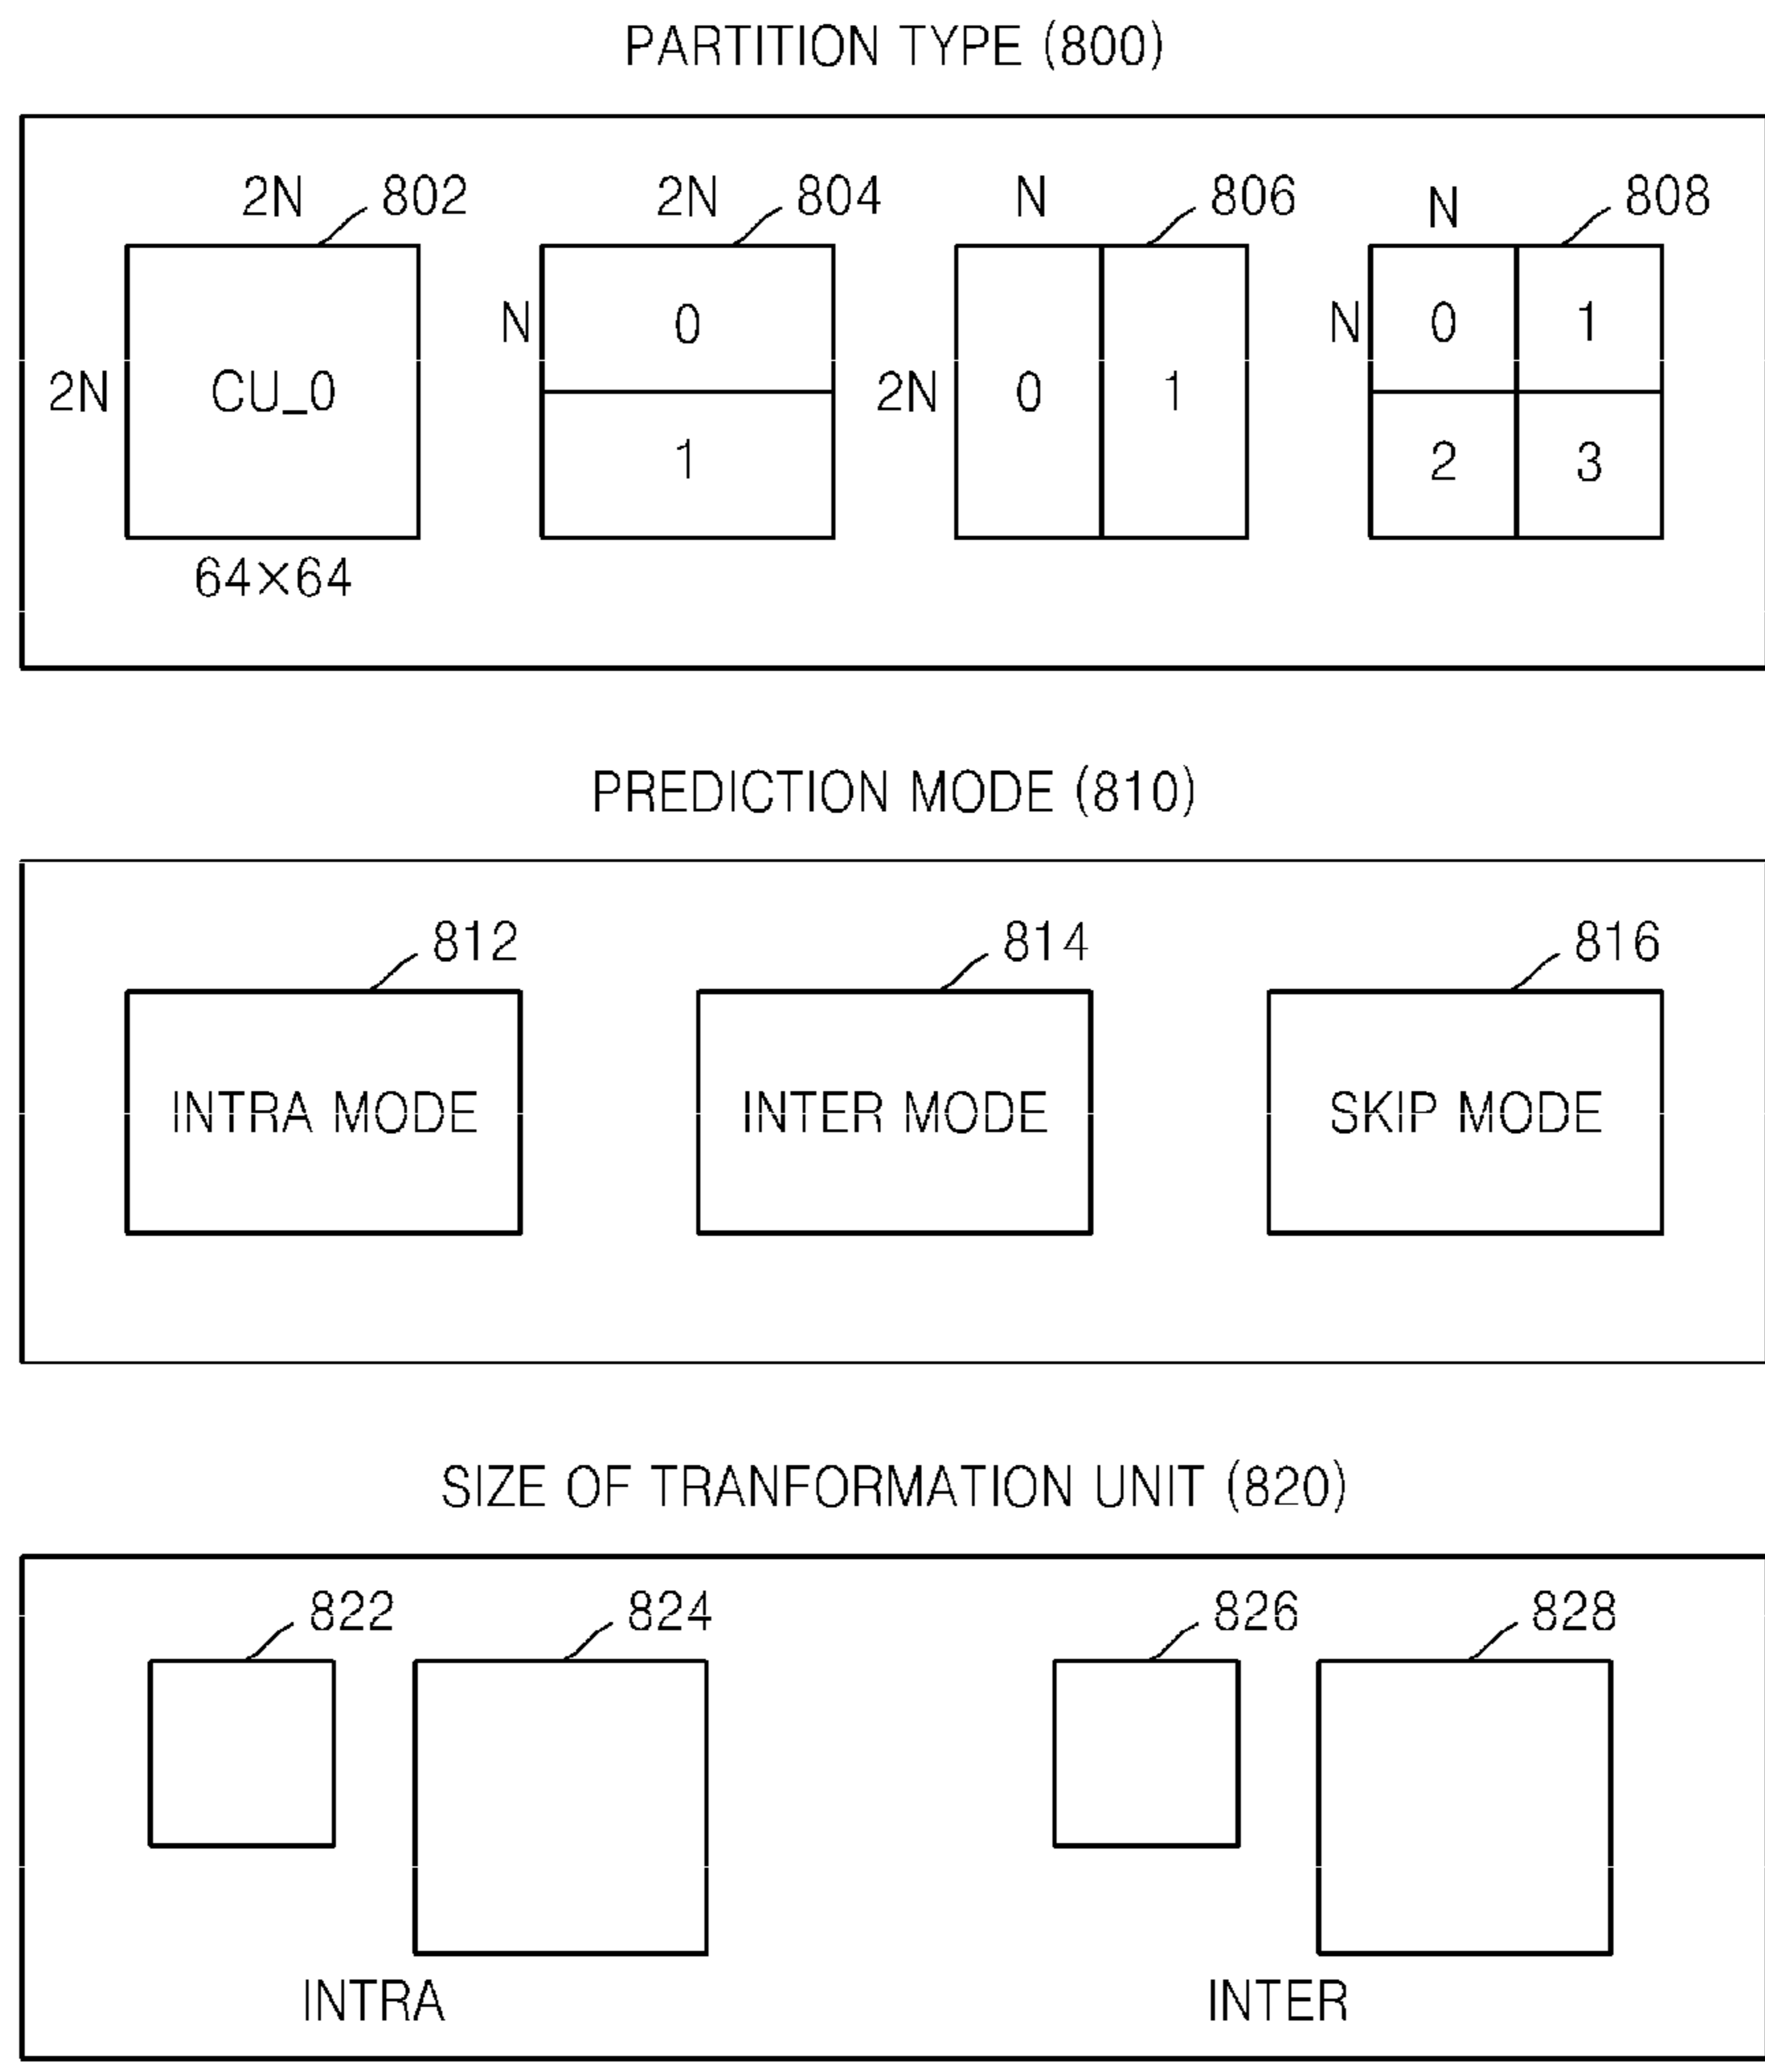 PARTITION TYPE (800)
2N 802 2N 804 N 806 N 808
N 0 N 0 1
2N CU_0 2N 0 1
1 2 3
64×64
PREDICTION MODE (810)
812 814 816
INTRA MODE INTER MODE SKIP MODE
SIZE OF TRANFORMATION UNIT (820)
822 824 826 828
INTRA INTER